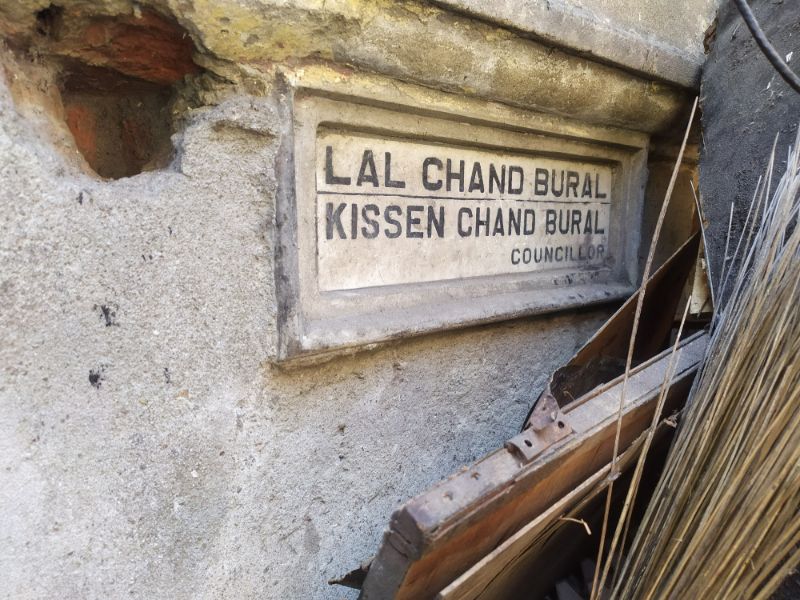 LAL CHAND BURAL
KISSEN CHAND BURAL
COUNCILLOR